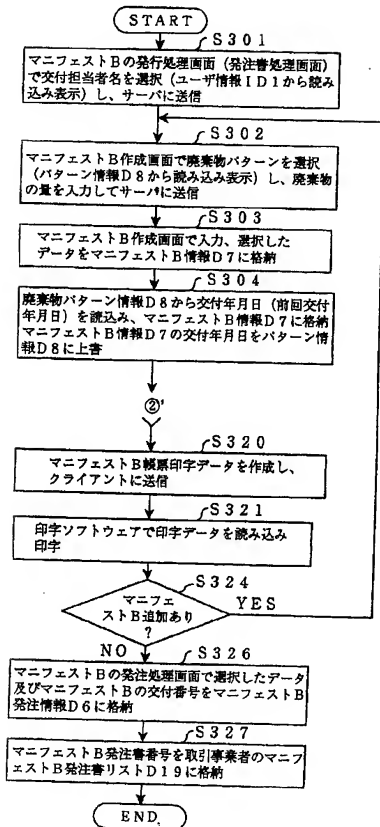 START
S301
マニフェストBの発行処理画面(発注書処理画面)
で交付担当者名を選択(ユーザ情報ID1から読み
込み表示)し、サーバに送信
S302
マニフェストB作成画面で廃棄物パターンを選択
(パターン情報D8から読み込み表示)し、廃棄物
の量を入力してサーバに送信
S303
マニフェストB作成画面で入力、選択した
データをマニフェストB情報D7に格納
S304
廃棄物パターン情報D8から交付年月日(前回交付
年月日)を読込み、マニフェストB情報D7に格納
マニフェストB情報D7の交付年月日をパターン情
報D8に上書
②'
S320
マニフェストB帳票印字データを作成し、
クライアントに送信
S321
印字ソフトウェアで印字データを読み込み
印字
S324
マニフェ
ストB追加あり
?
YES
NO
S326
マニフェストBの発注処理画面で選択したデータ
及びマニフェストBの交付番号をマニフェストB
発注情報D6に格納
S327
マニフェストB発注書番号を取引事業者のマニフ
ェストB発注書リストD19に格納
END